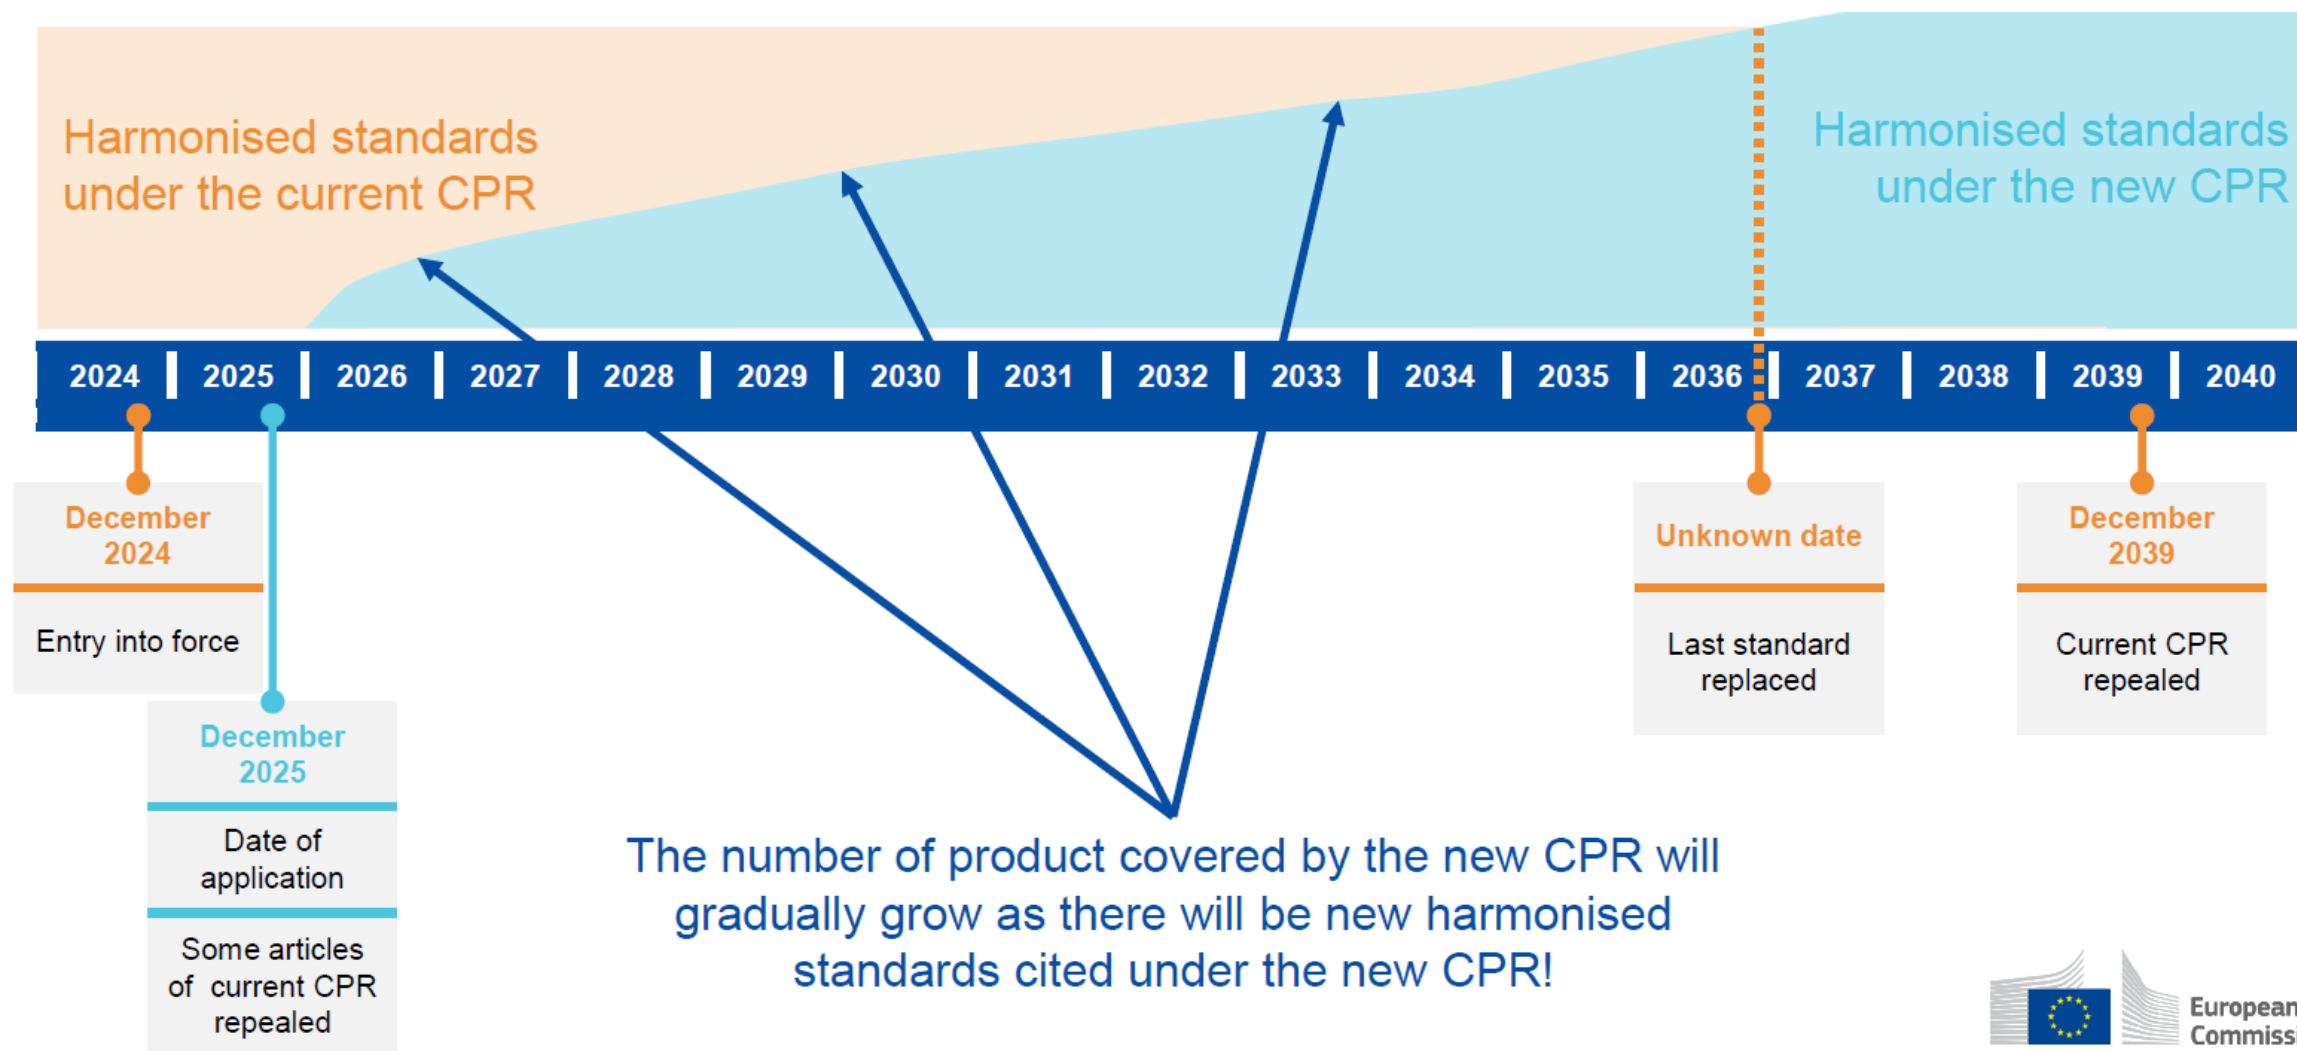 Harmonised standards
under the current CPR
Harmonised standards
under the new CPR
2024 2025 2026 2027 2028 2029 2030 2031 2032 2033 2034 2035 2036 2037 2038 2039 2040
December
2024
Entry into force
December
2025
Date of
application
Some articles
of current CPR
repealed
Unknown date
Last standard
replaced
December
2039
Current CPR
repealed
The number of product covered by the new CPR will
gradually grow as there will be new harmonised
standards cited under the new CPR!
European
Commissi